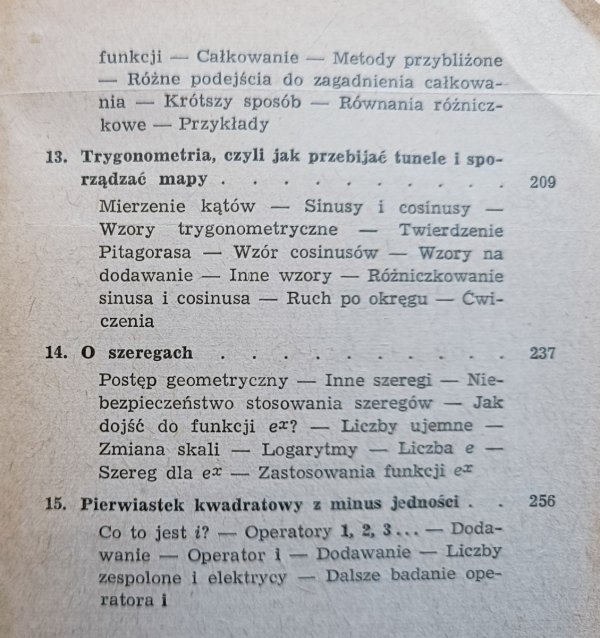 funkcji — Całkowanie — Metody przybliżone
— Różne podejścia do zagadnienia całkowa-
nia — Krótszy sposób — Równania różnicz-
kowe — Przykłady
13. Trygonometria, czyli jak przebijać tunele i spo-
rządzać mapy . . . . . . . . . . 209
Mierzenie kątów — Sinusy i cosinusy —
Wzory trygonometryczne — Twierdzenie
Pitagorasa — Wzór cosinusów — Wzory na
dodawanie — Inne wzory — Różniczkowanie
sinusa i cosinusa — Ruch po okręgu — Ćwi-
czenia
14. O szeregach . . . . . . . . . . 237
Postęp geometryczny — Inne szeregi — Nie-
bezpieczeństwo stosowania szeregów — Jak
dojść do funkcji eˣ? — Liczby ujemne —
Zmiana skali — Logarytmy — Liczba e —
Szereg dla eˣ — Zastosowania funkcji eˣ
15. Pierwiastek kwadratowy z minus jedności . . 256
Co to jest i? — Operatory 1, 2, 3... — Doda-
wanie — Operator i — Dodawanie — Liczby
zespolone i elektrycy — Dalsze badanie ope-
ratora i